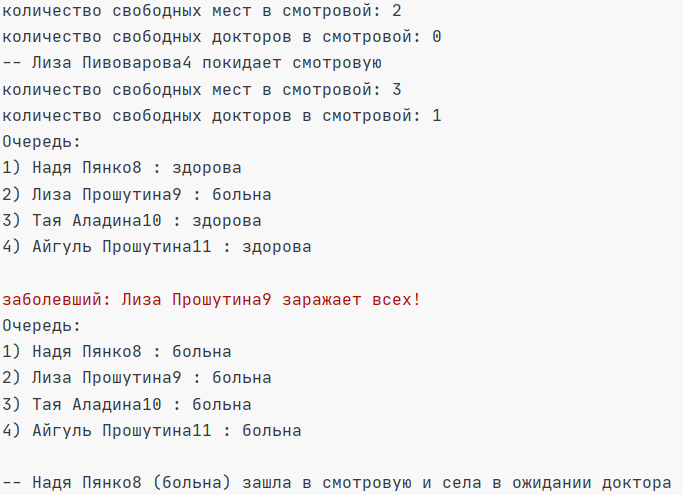 количество свободных мест в смотровой: 2
количество свободных докторов в смотровой: 0
-- Лиза Пивоварова4 покидает смотровую
количество свободных мест в смотровой: 3
количество свободных докторов в смотровой: 1
Очередь:
1) Надя Пянко8 : здорова
2) Лиза Прошутина9 : больна
3) Тая Аладина10 : здорова
4) Айгуль Прошутина11 : здорова
заболевший: Лиза Прошутина9 заражает всех!
Очередь:
1) Надя Пянко8 : больна
2) Лиза Прошутина9 : больна
3) Тая Аладина10 : больна
4) Айгуль Прошутина11 : больна
-- Надя Пянко8 (больна) зашла в смотровую и села в ожидании доктора